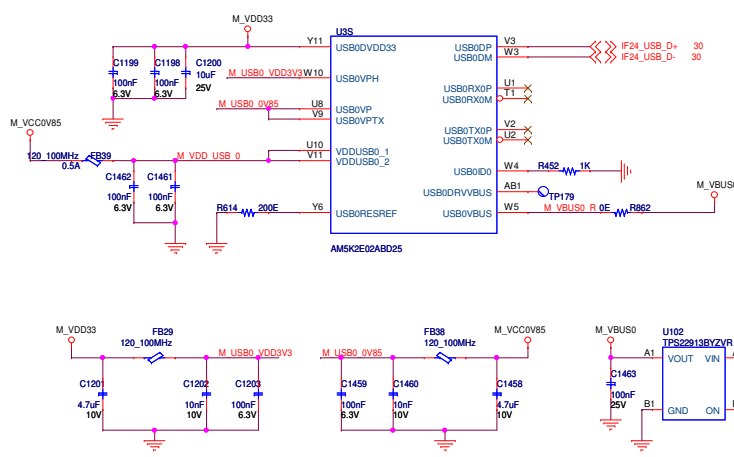 M_VDD33
U3S
Y11
USB0DVDD33
USB0DP
V3
IF24_USB_D+ 30
USB0DM
W3
IF24_USB_D- 30
C1199
100nF
6.3V
C1198
100nF
6.3V
C1200
10uF
25V
M_USB0_VDD3V3
W10
USB0VPH
USB0RX0P
U1
USB0RX0M
T1
M_USB0_0V85
U8
USB0VP
V9
USB0VPTX
M_VCC0V85
USB0TX0P
V2
USB0TX0M
U2
120_100MHz
FB39
0.5A
M_VDD_USB_0
U10
VDDUSB0_1
V11
VDDUSB0_2
USB0ID0
W4
R452
1K
C1462
100nF
6.3V
C1461
100nF
6.3V
USB0DRVVBUS
AB1
TP179
M_VBUS0
R614
200E
Y6
USB0RESREF
USB0VBUS
W5
M_VBUS0_R
0E
R862
AM5K2E02ABD25
M_VDD33
FB29
120_100MHz
M_USB0_VDD3V3
C1201
4.7uF
10V
C1202
10nF
10V
C1203
100nF
6.3V
M_USB0_0V85
FB38
120_100MHz
M_VCC0V85
C1459
100nF
6.3V
C1460
10nF
10V
C1458
4.7uF
10V
M_VBUS0
U102
TPS22913BYZVR
A1
VOUT
VIN
C1463
100nF
25V
B1
GND
ON